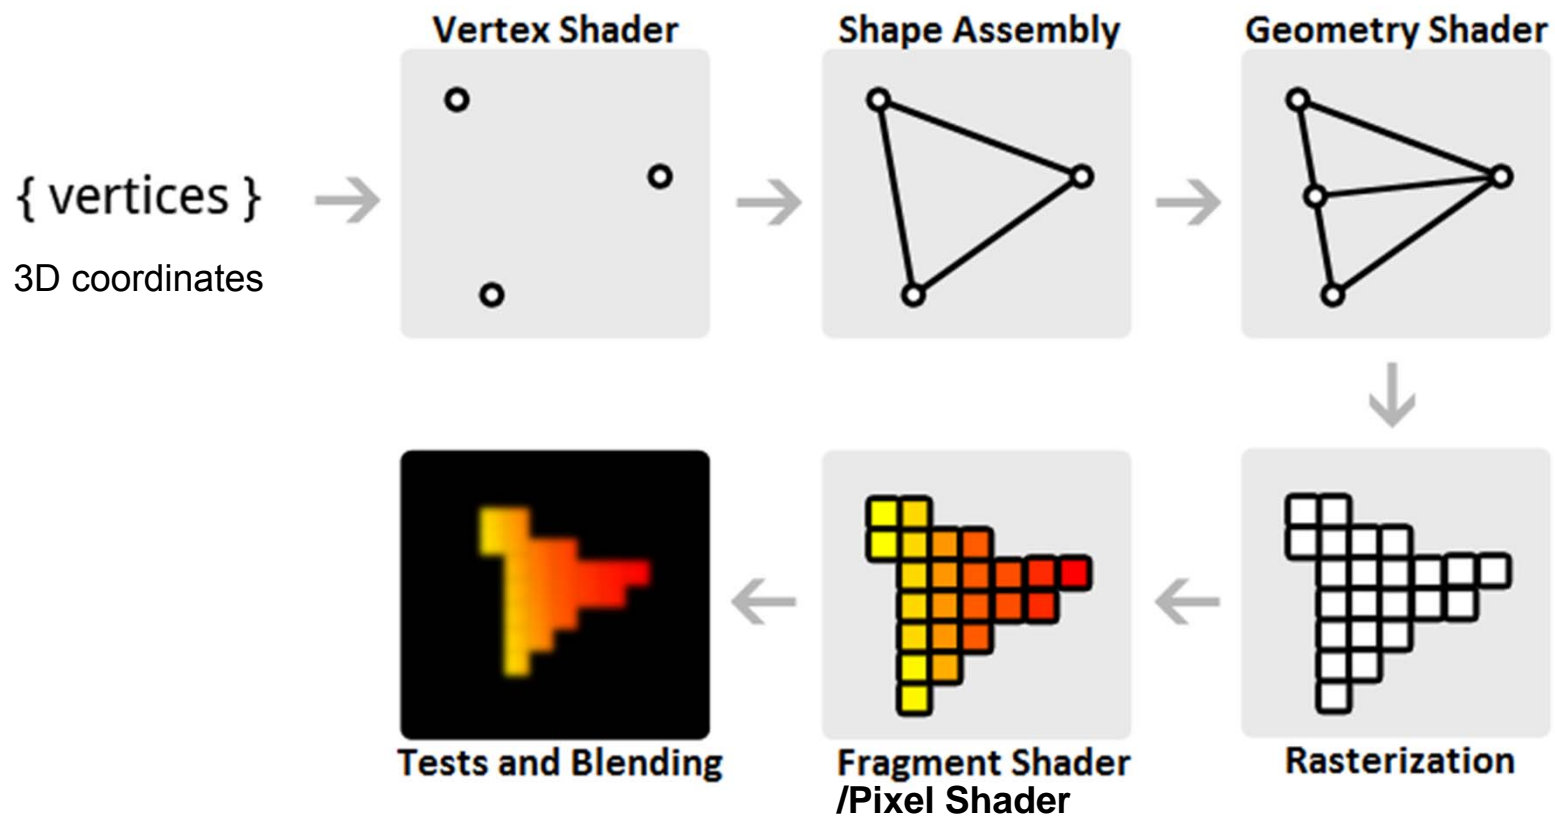 Vertex Shader
Shape Assembly
Geometry Shader
{ vertices }
3D coordinates
Tests and Blending
Fragment Shader
/Pixel Shader
Rasterization